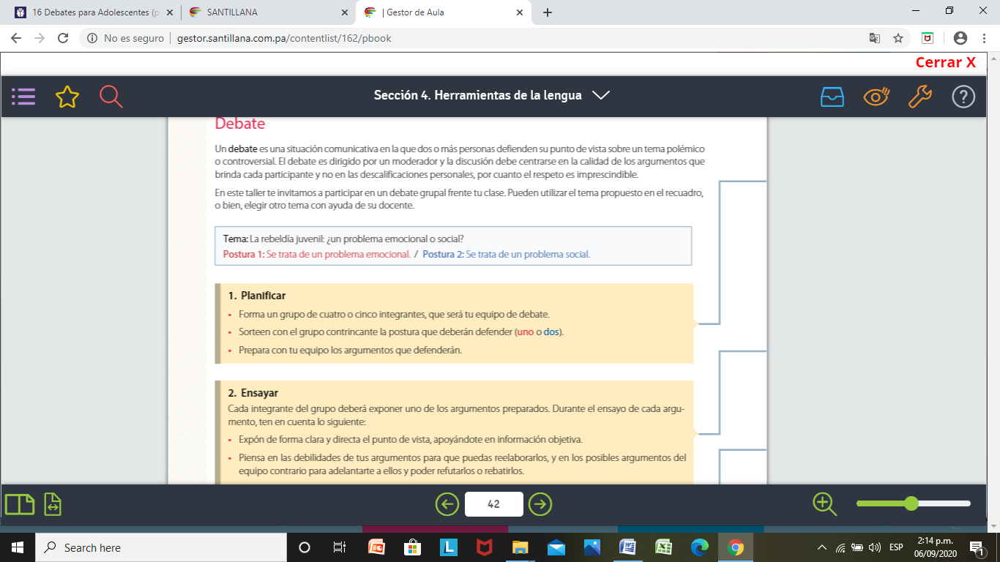 16 Debates para Adolescentes (p
SANTILLANA
| Gestor de Aula
No es seguro
gestor.santillana.com.pa/contentlist/162/pbook
Cerrar X
Sección 4. Herramientas de la lengua
Debate
Un debate es una situación comunicativa en la que dos o más personas defienden su punto de vista sobre un tema polémico
o controversial. El debate es dirigido por un moderador y la discusión debe centrarse en la calidad de los argumentos que
brinda cada participante y no en las descalificaciones personales, por cuanto el respeto es imprescindible.
En este taller te invitamos a participar en un debate grupal frente tu clase. Pueden utilizar el tema propuesto en el recuadro,
o bien, elegir otro tema con ayuda de su docente.
Tema: La rebeldía juvenil: ¿un problema emocional o social?
Postura 1: Se trata de un problema emocional. / Postura 2: Se trata de un problema social.
1. Planificar
• Forma un grupo de cuatro o cinco integrantes, que será tu equipo de debate.
• Sorteen con el grupo contrincante la postura que deberán defender (uno o dos).
• Prepara con tu equipo los argumentos que defenderán.
2. Ensayar
Cada integrante del grupo deberá exponer uno de los argumentos preparados. Durante el ensayo de cada argu-
mento, ten en cuenta lo siguiente:
• Expón de forma clara y directa el punto de vista, apoyándote en información objetiva.
• Piensa en las debilidades de tus argumentos para que puedas reelaborarlos, y en los posibles argumentos del
equipo contrario para adelantarte a ellos y poder refutarlos o rebatirlos.
42
Search here
ESP
2:14 p.m.
06/09/2020
1